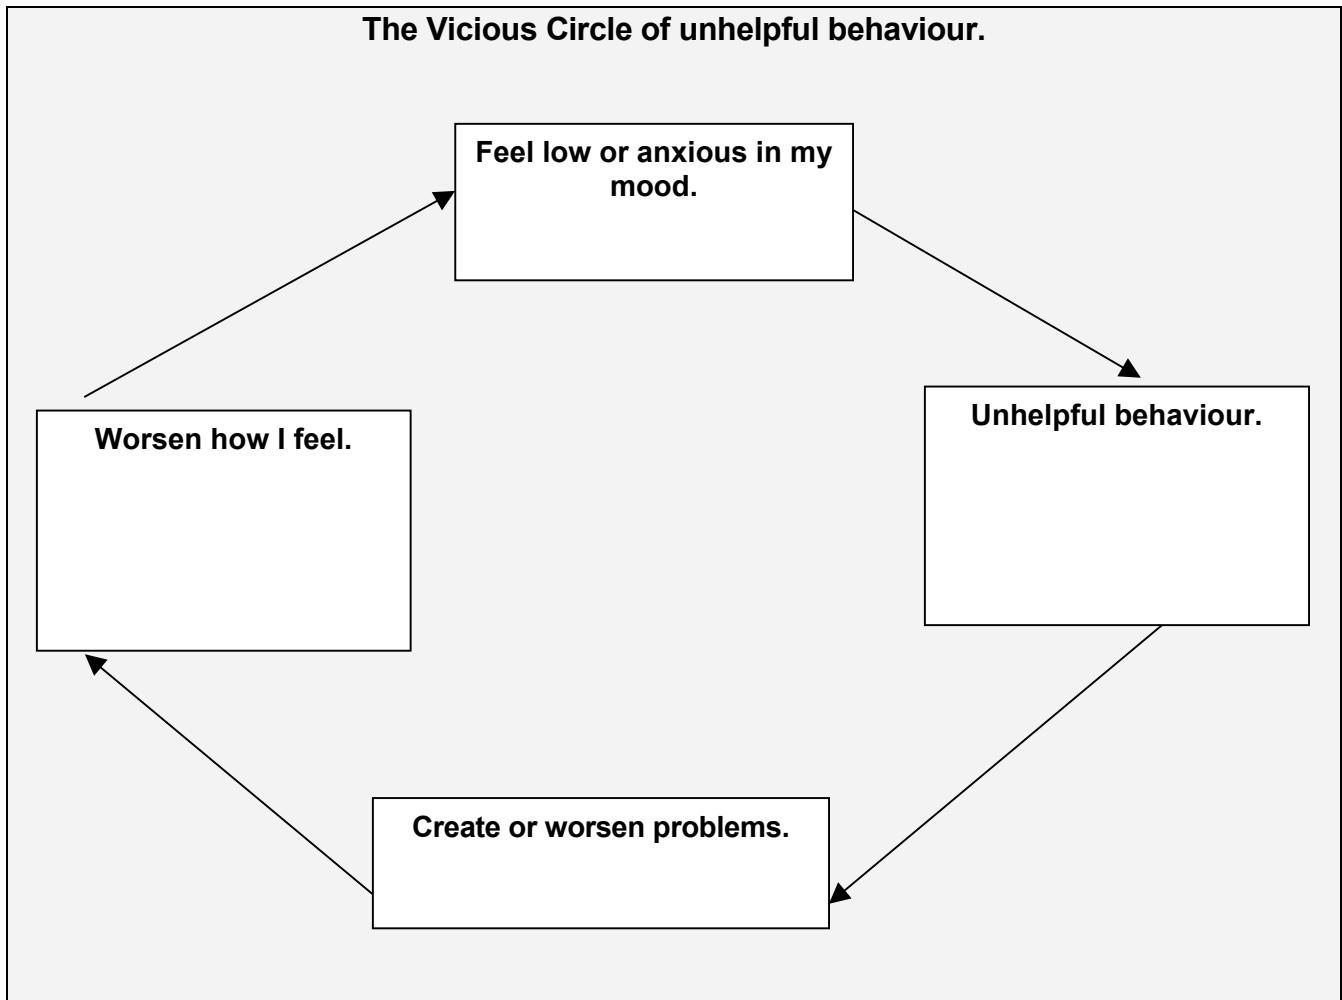 The Vicious Circle of unhelpful behaviour.
Feel low or anxious in my
mood.
Unhelpful behaviour.
Worsen how I feel.
Create or worsen problems.